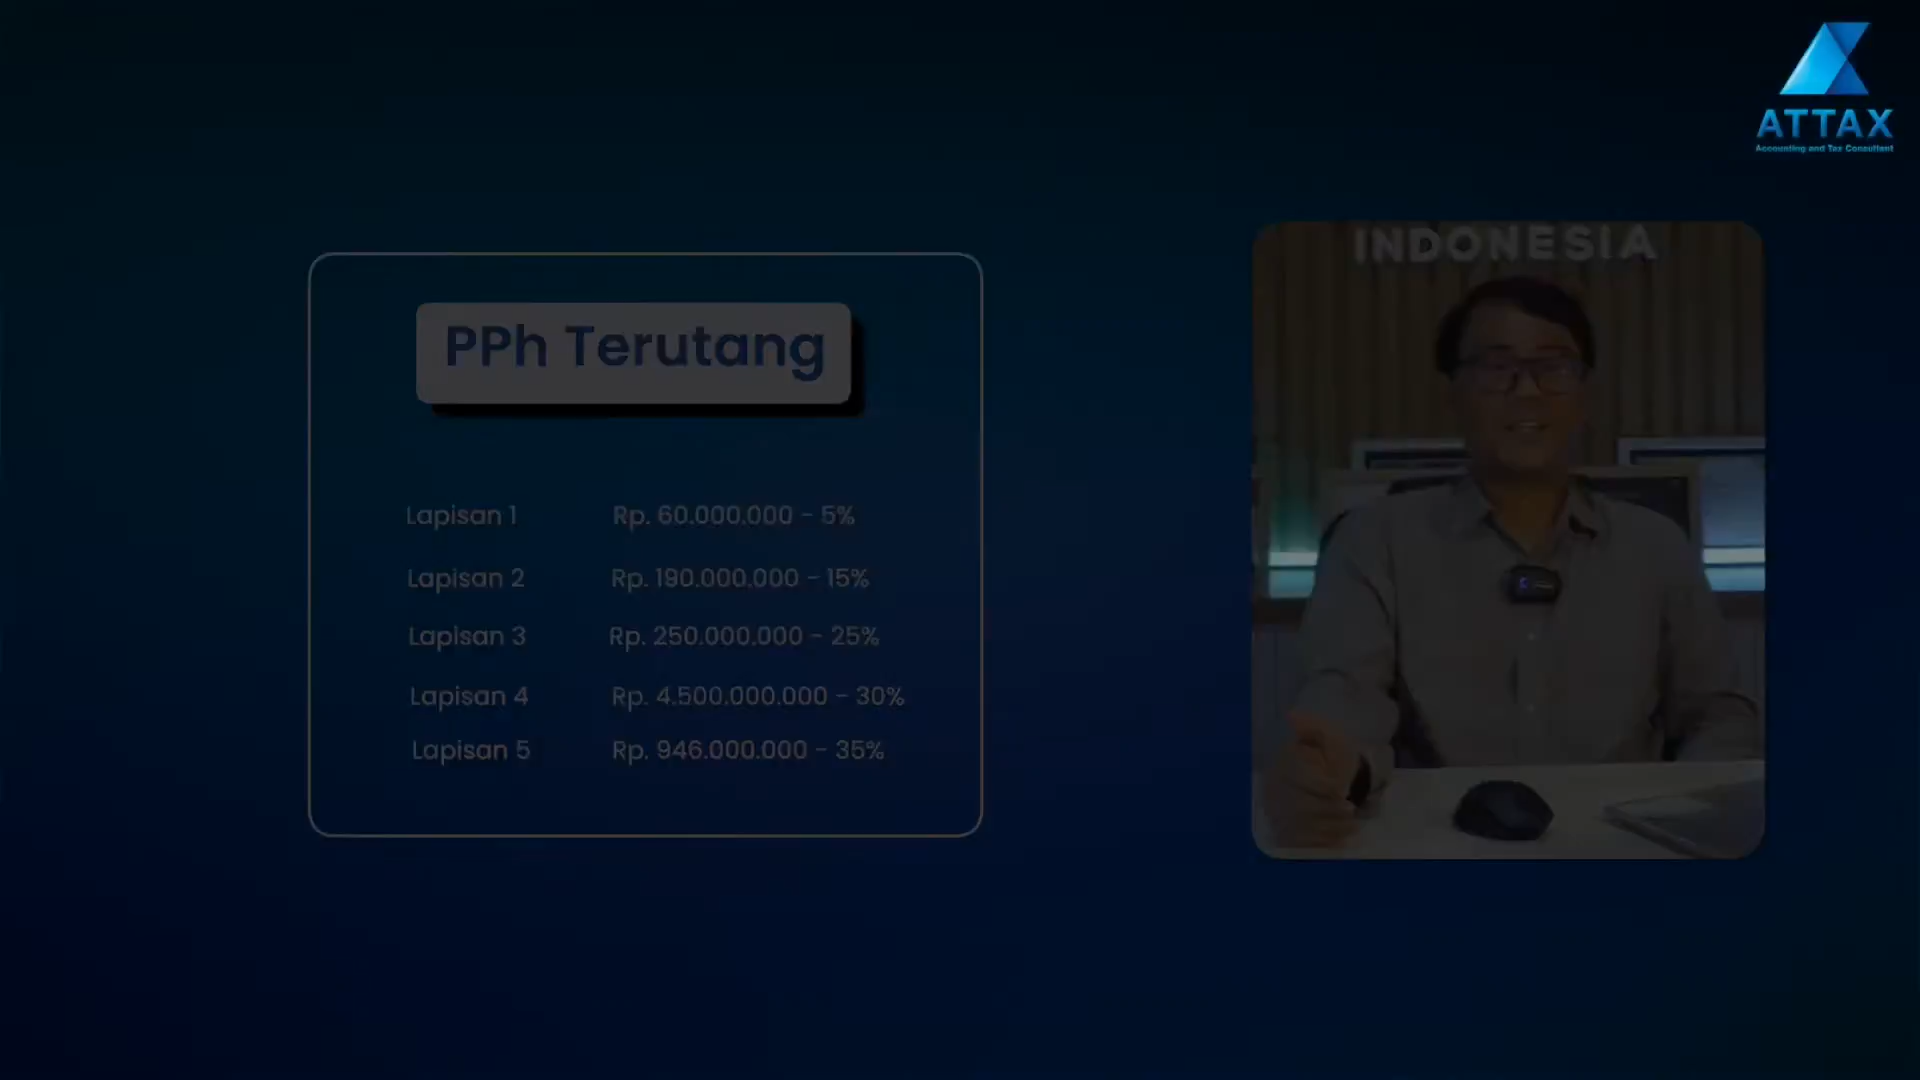 ATTAX
Accounting and Tax Consultant
INDONESIA
PPh Terutang
Lapisan 1 Rp. 60.000.000 - 5%
Lapisan 2 Rp. 190.000.000 - 15%
Lapisan 3 Rp. 250.000.000 - 25%
Lapisan 4 Rp. 4.500.000.000 - 30%
Lapisan 5 Rp. 946.000.000 - 35%